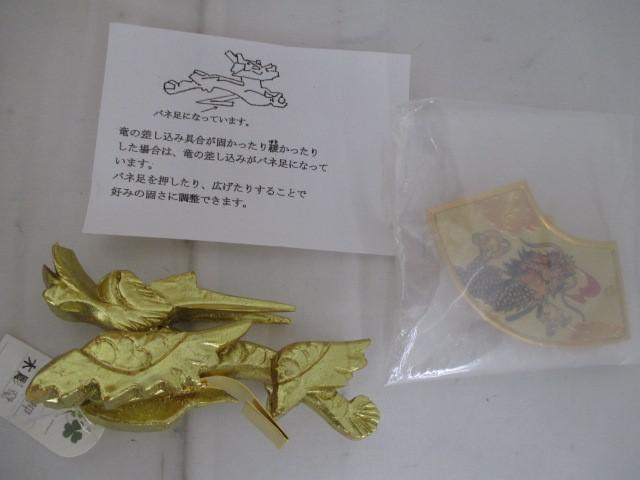 バネ足になっています。
竜の差し込み具合が固かったり緩かったり
した場合は、竜の差し込みがバネ足になって
います。
バネ足を押したり、広げたりすることで
好みの固さに調整できます。
木彫